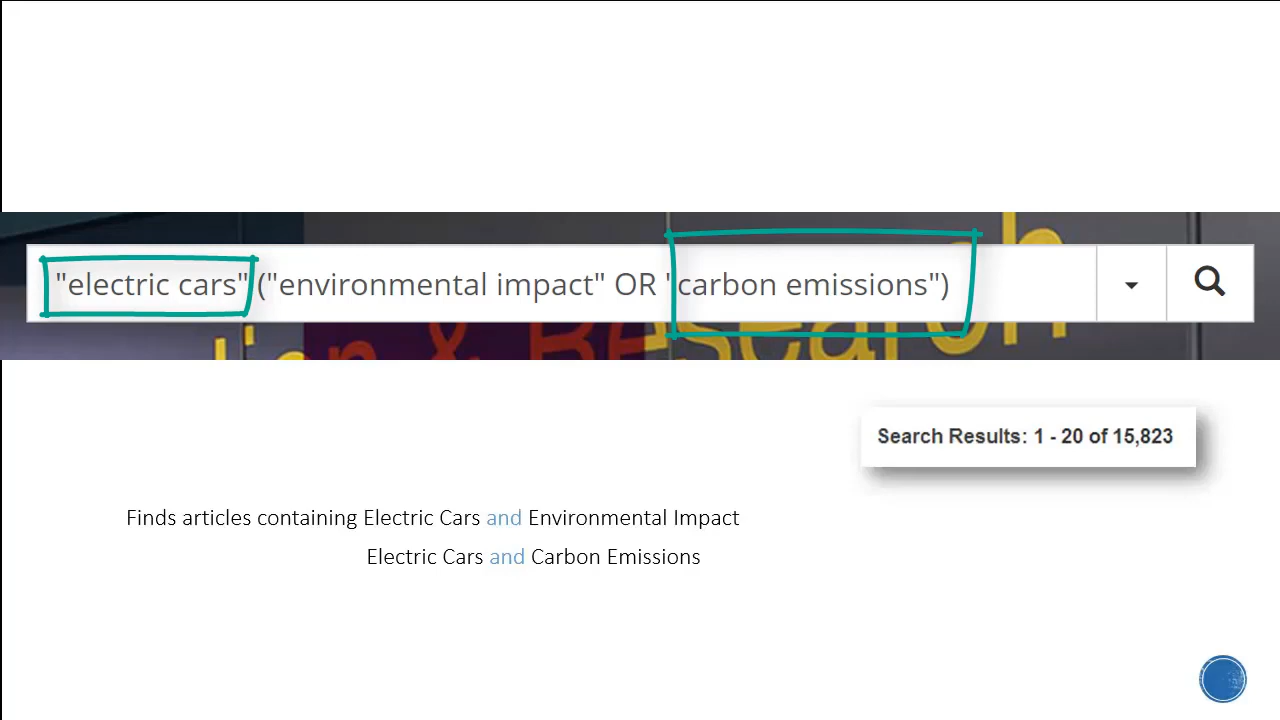 "electric cars" ("environmental impact" OR "carbon emissions")
Search Results: 1 - 20 of 15,823
Finds articles containing Electric Cars and Environmental Impact
Electric Cars and Carbon Emissions